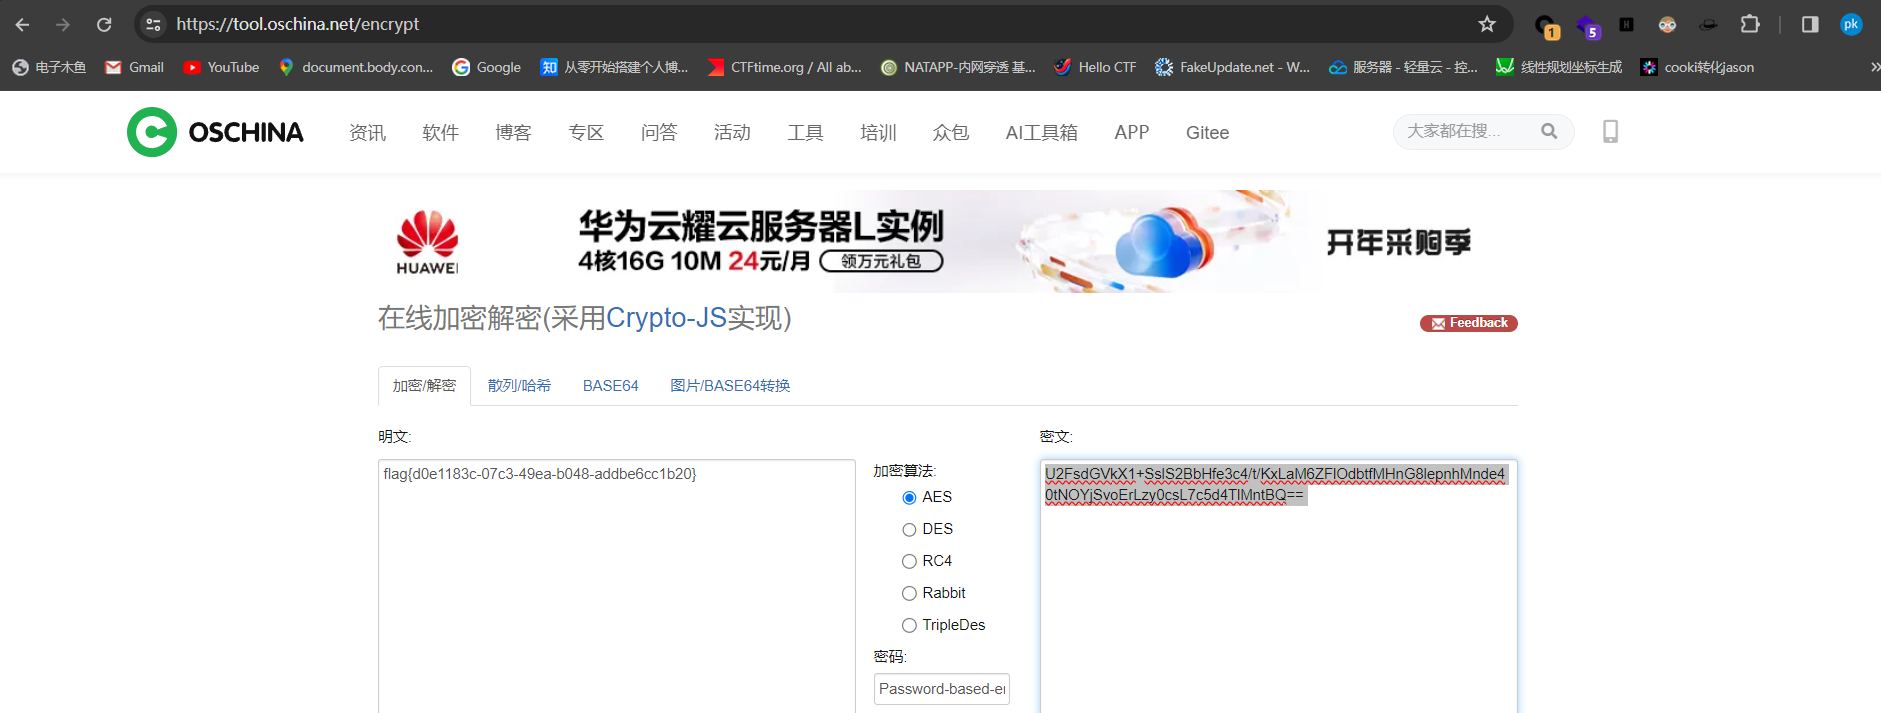 https://tool.oschina.net/encrypt
1
5
H
pk
电子木鱼 Gmail YouTube document.body.con... Google 知 从零开始搭建个人博... CTFtime.org / All ab... NATAPP-内网穿透 基... Hello CTF FakeUpdate.net - W... 服务器 - 轻量云 - 控... 线性规划坐标生成 cooki转化jason »
OSCHINA 资讯 软件 博客 专区 问答 活动 工具 培训 众包 AI工具箱 APP Gitee 大家都在搜...
HUAWEI
华为云耀云服务器L实例
4核16G 10M 24元/月 领万元礼包
开年采购季
在线加密解密(采用Crypto-JS实现)
Feedback
加密/解密 散列/哈希 BASE64 图片/BASE64转换
明文:
flag{d0e1183c-07c3-49ea-b048-addbe6cc1b20}
加密算法:
AES
DES
RC4
Rabbit
TripleDes
密码:
Password-based-e
密文:
U2FsdGVkX1+SsIS2BbHfe3c4/t/KxLaM6ZFlOdbtfMHnG8lepnhMnde4
0tNOYjSvoErLzy0csL7c5d4TlMntBQ==